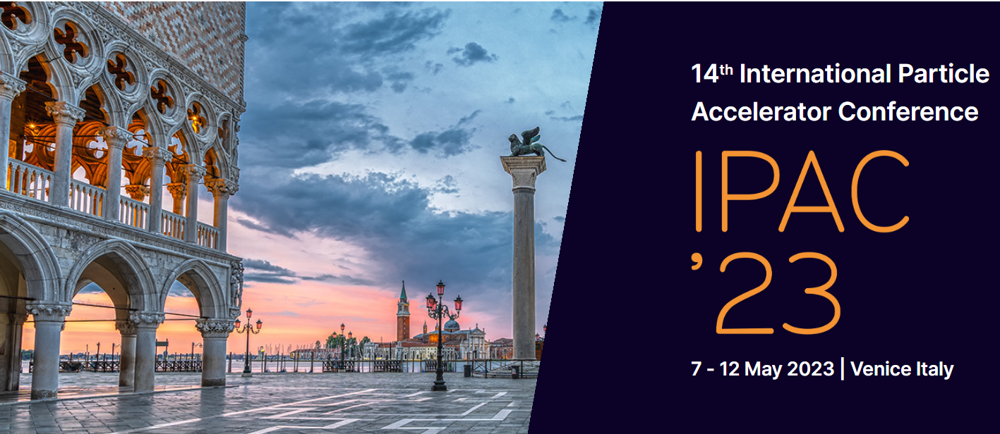 14th International Particle
Accelerator Conference
IPAC
’23
7 - 12 May 2023 | Venice Italy